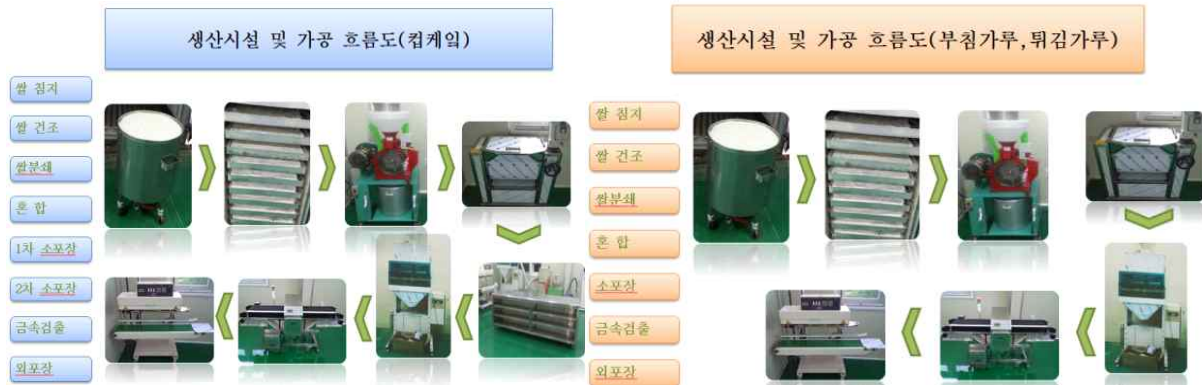 생산시설 및 가공 흐름도(컵케잌)
쌀 침지
쌀 건조
쌀분쇄
혼 합
1차 소포장
2차 소포장
금속검출
외포장
생산시설 및 가공 흐름도(부침가루,튀김가루)
쌀 침지
쌀 건조
쌀분쇄
혼 합
소포장
금속검출
외포장